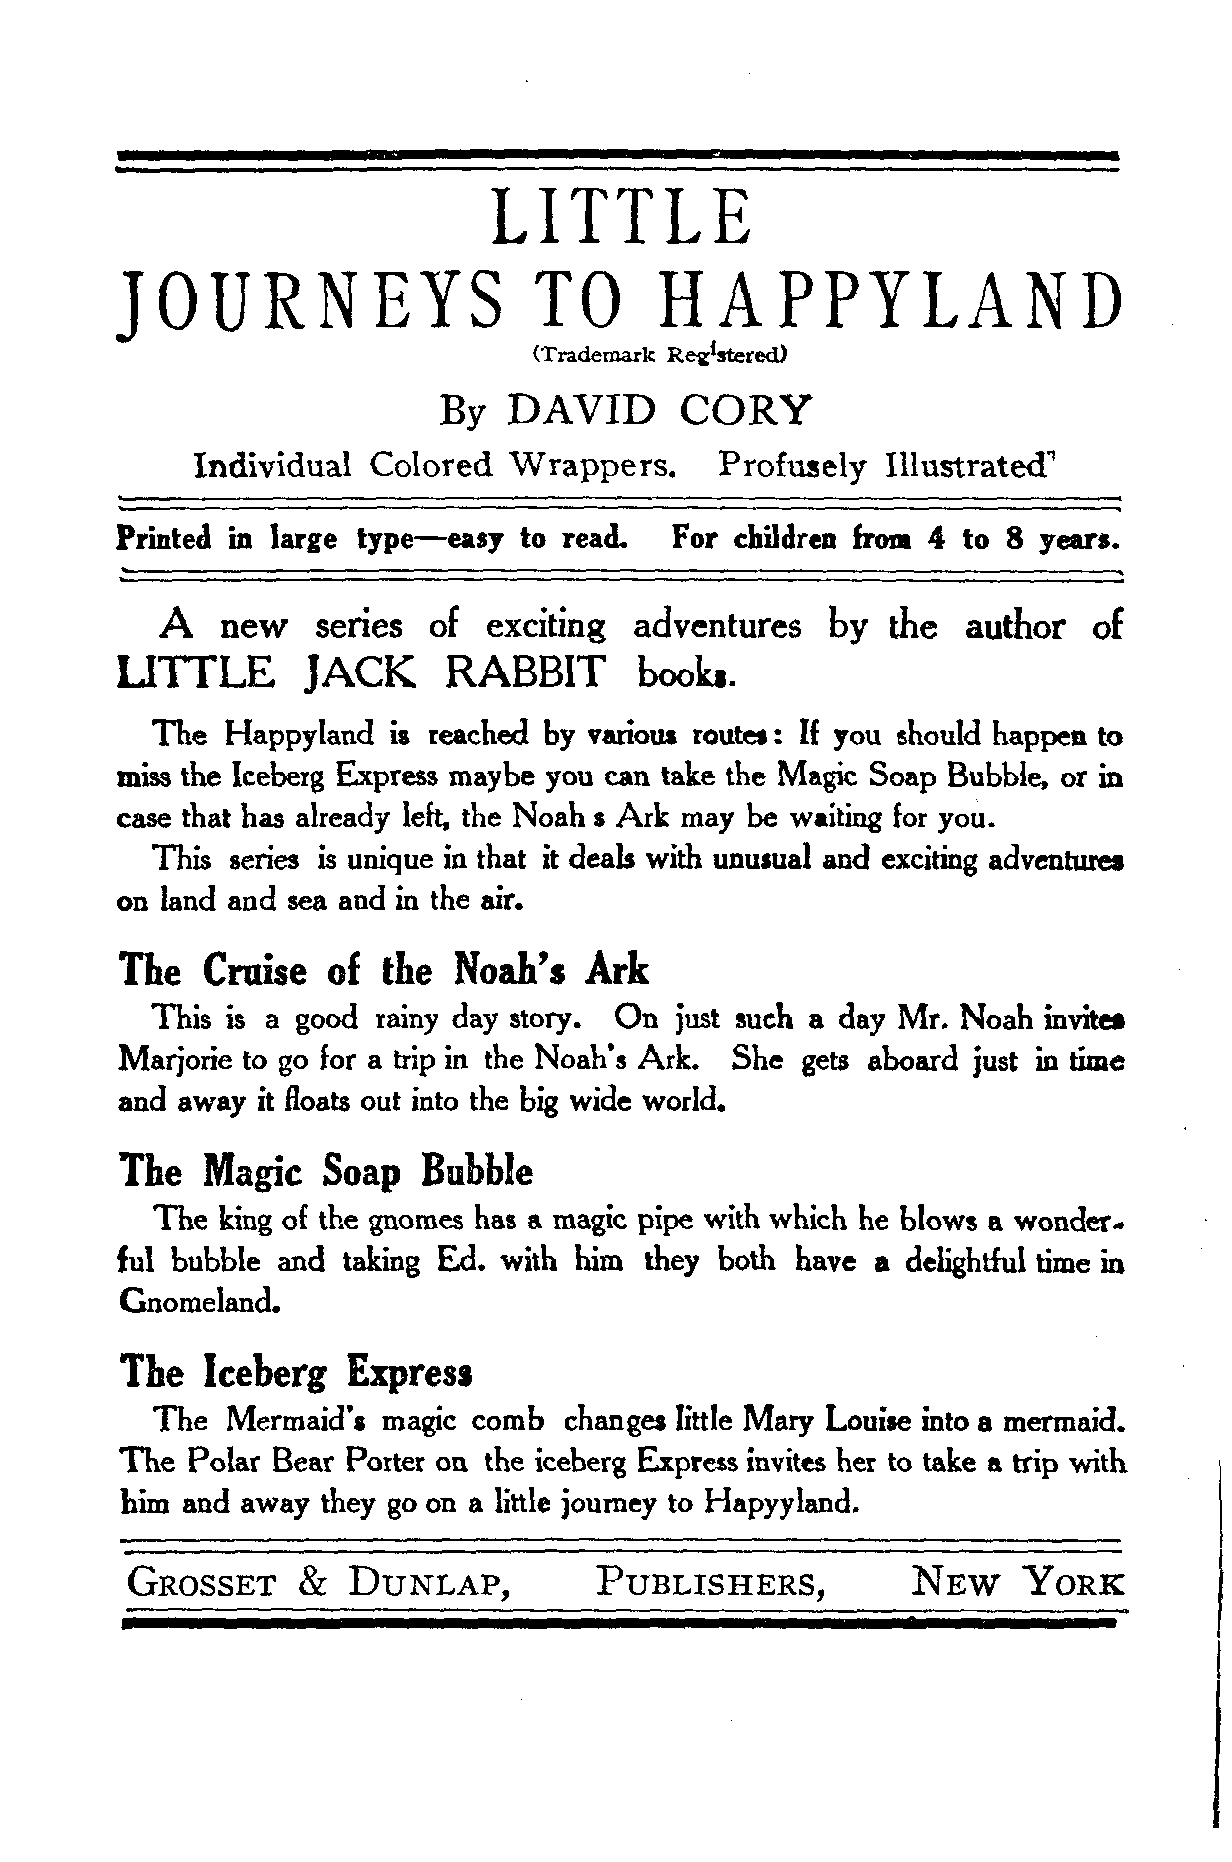 LITTLE
JOURNEYS TO HAPPYLAND
(Trademark Registered)
By DAVID CORY
Individual Colored Wrappers. Profusely Illustrated
Printed in large type—easy to read. For children from 4 to 8 years.
A new series of exciting adventures by the author of
LITTLE JACK RABBIT books.
The Happyland is reached by various routes: If you should happen to
miss the Iceberg Express maybe you can take the Magic Soap Bubble, or in
case that has already left, the Noah s Ark may be waiting for you.
This series is unique in that it deals with unusual and exciting adventures
on land and sea and in the air.
The Cruise of the Noah's Ark
This is a good rainy day story. On just such a day Mr. Noah invites
Marjorie to go for a trip in the Noah's Ark. She gets aboard just in time
and away it floats out into the big wide world.
The Magic Soap Bubble
The king of the gnomes has a magic pipe with which he blows a wonder-
ful bubble and taking Ed. with him they both have a delightful time in
Gnomeland.
The Iceberg Express
The Mermaid's magic comb changes little Mary Louise into a mermaid.
The Polar Bear Porter on the iceberg Express invites her to take a trip with
him and away they go on a little journey to Hapyyland.
GROSSET & DUNLAP, PUBLISHERS, NEW YORK